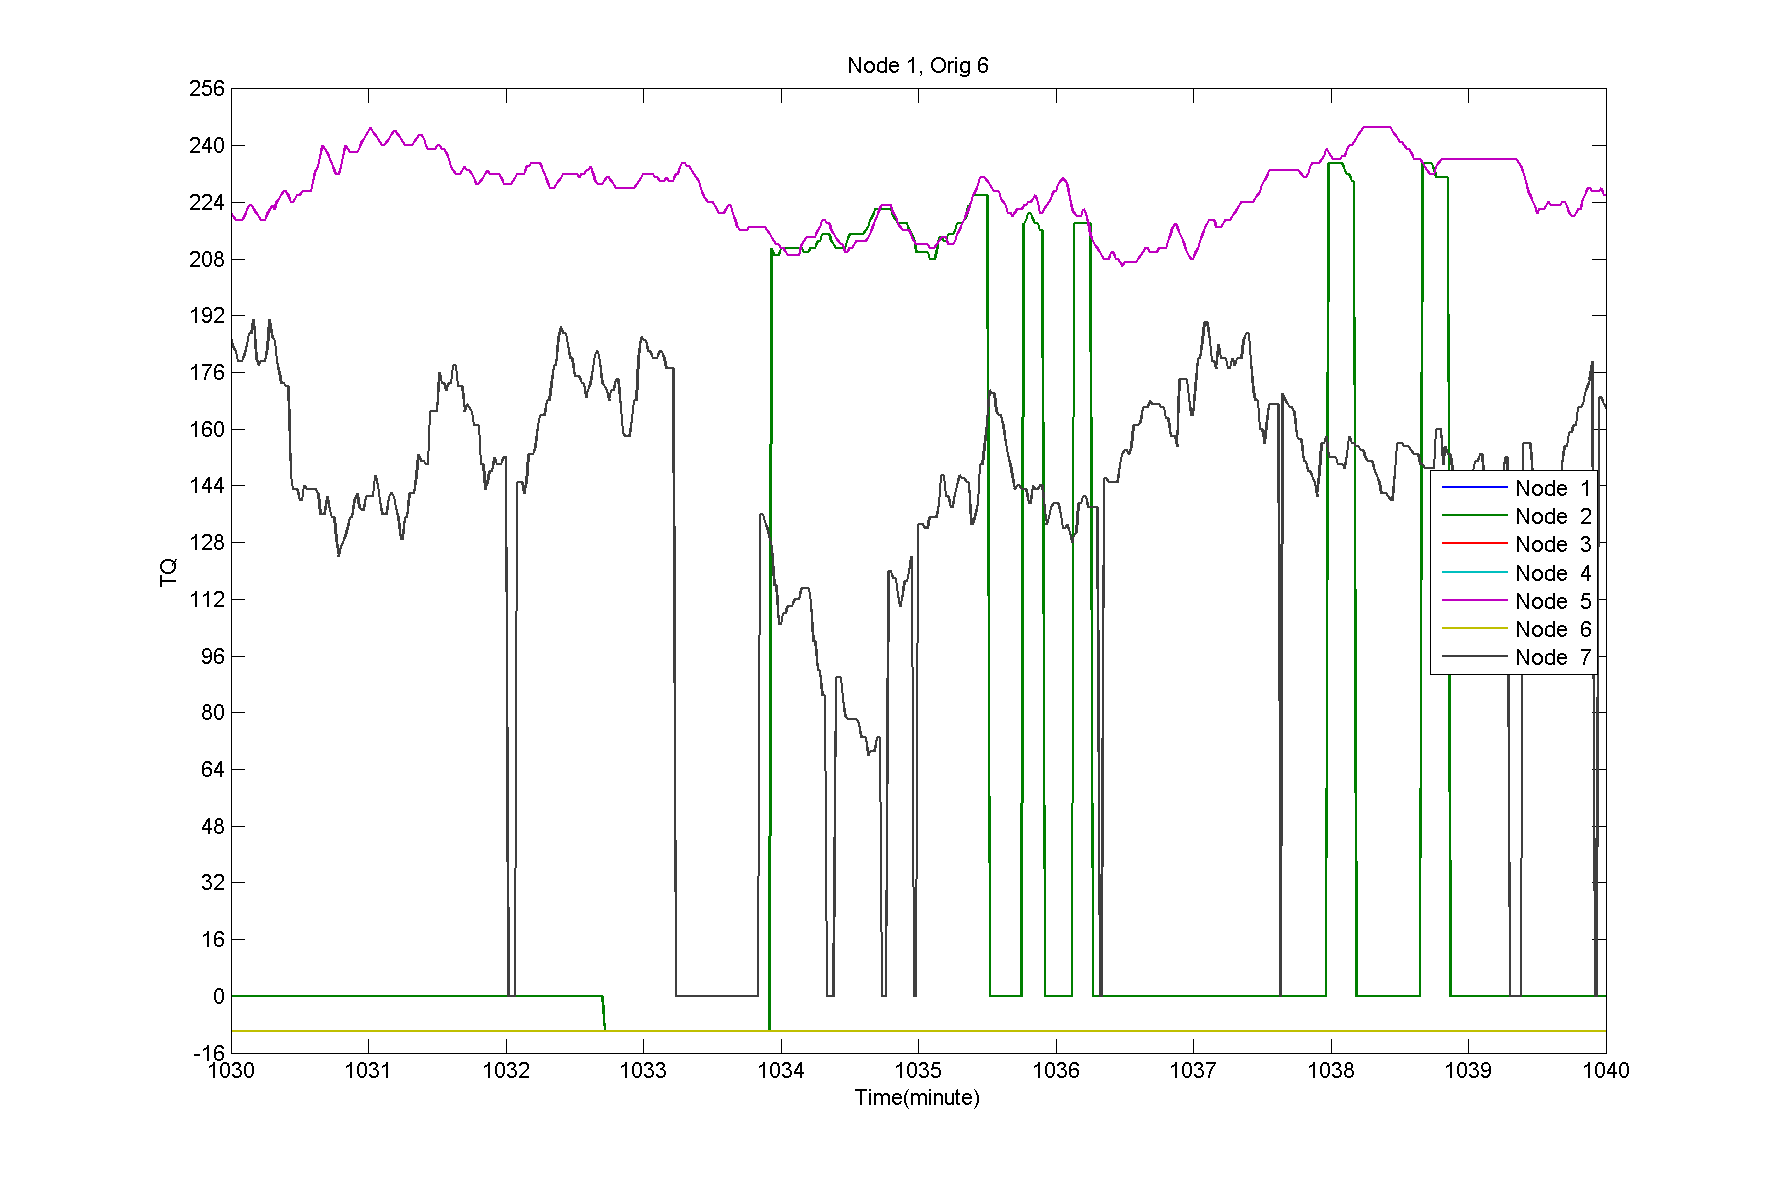 Node 1, Orig 6
256
240
224
208
192
176
160
144
128
112
96
80
64
48
32
16
0
-16
TQ
Node 1
Node 2
Node 3
Node 4
Node 5
Node 6
Node 7
1030 1031 1032 1033 1034 1035 1036 1037 1038 1039 1040
Time(minute)